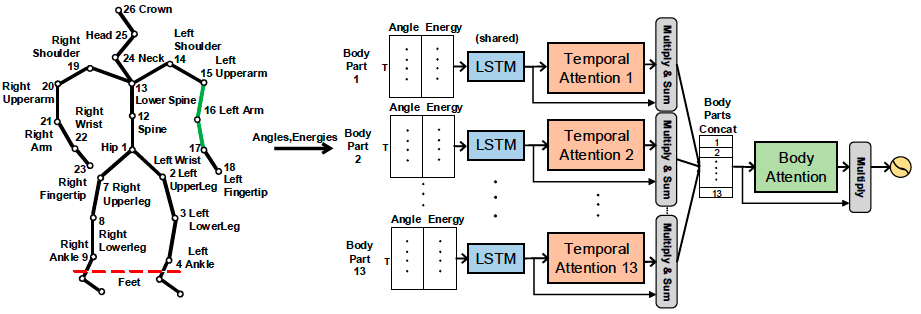 26 Crown
Head 25
24 Neck
Right
Shoulder
19
Left
Shoulder
14
Left
15 Upperarm
20
Right
Upperarm
13
Lower Spine
12
Spine
16 Left Arm
21
Right
Arm
Right
Wrist
22
23
Right
Fingertip
Hip 1
17
Left Wrist
18
Left
Fingertip
2 Left
UpperLeg
7 Right
Upperleg
3 Left
LowerLeg
8
Right
Lowerleg
Right
Ankle 9
Left
4 Ankle
Feet
Angles,Energies
Angle Energy
Body
Part
1
T
(shared)
LSTM
Temporal
Attention 1
Multiply & Sum
Angle Energy
Body
Part
2
T
LSTM
Temporal
Attention 2
Multiply & Sum
Angle Energy
Body
Part
13
T
LSTM
Temporal
Attention 13
Multiply & Sum
Body
Parts
Concat
1
2
13
Body
Attention
Multiply